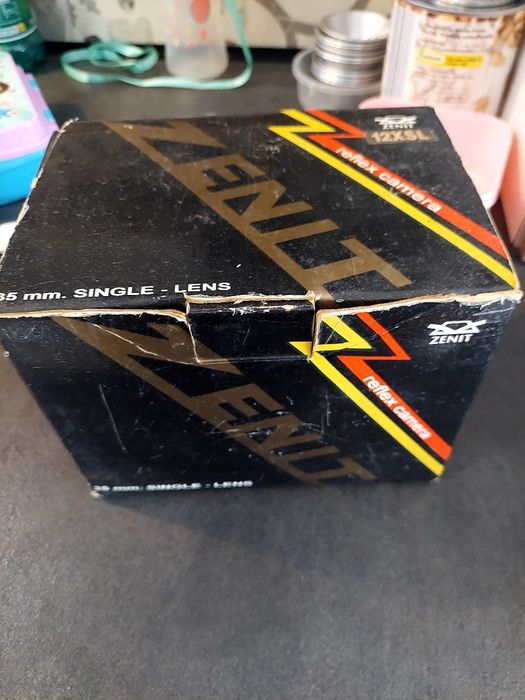 ZENIT
12XSL
reflex camera
ZENIT
35 mm. SINGLE - LENS
ZENIT
reflex camera
ZENIT
35 mm. SINGLE - LENS